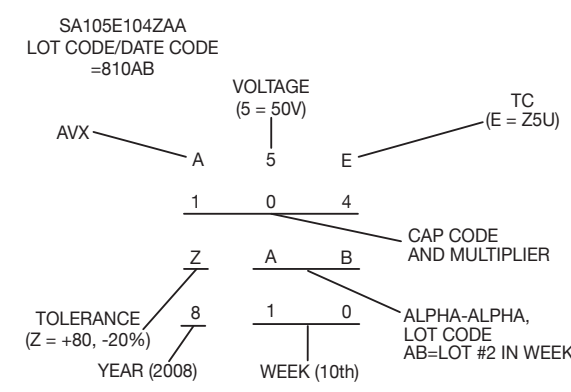 SA105E104ZAA
LOT CODE/DATE CODE
=810AB
VOLTAGE
(5 = 50V)
TC
(E = Z5U)
AVX
A 5 E
1 0 4
CAP CODE
AND MULTIPLIER
Z A B
TOLERANCE
(Z = +80, -20%)
8 1 0
ALPHA-ALPHA,
LOT CODE
AB=LOT #2 IN WEEK
YEAR (2008)
WEEK (10th)